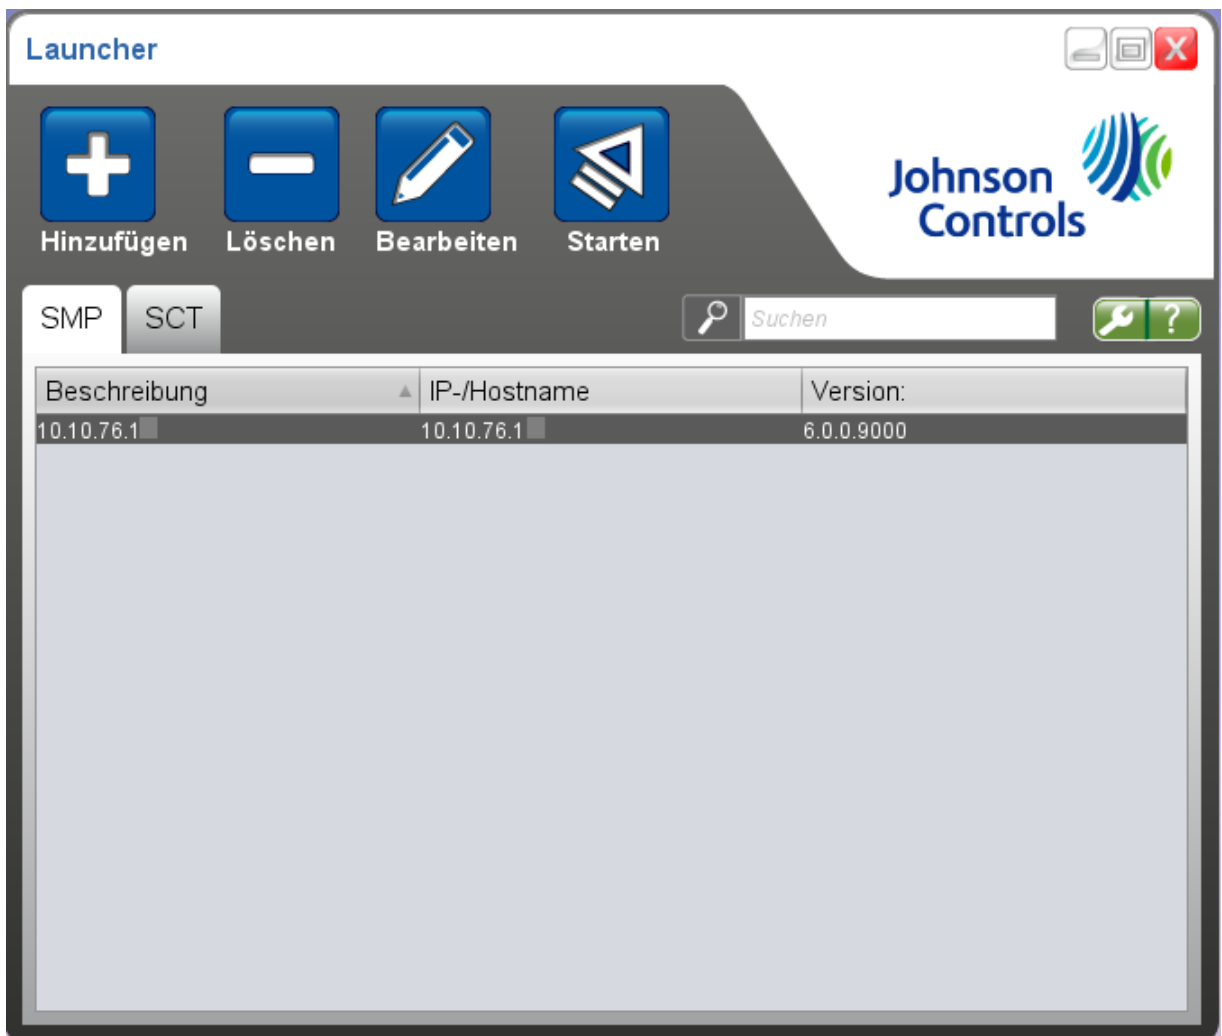 Launcher
Johnson
Controls
Hinzufügen Löschen Bearbeiten Starten
SMP SCT Suchen ?
Beschreibung IP-/Hostname Version:
10.10.76.1 10.10.76.1 6.0.0.9000